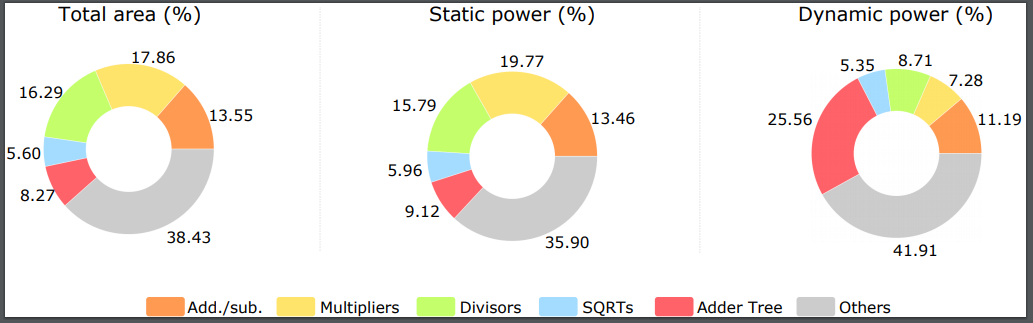 Total area (%)
Static power (%)
Dynamic power (%)
17.86
16.29
13.55
5.60
8.27
38.43
19.77
15.79
13.46
5.96
9.12
35.90
5.35
8.71
7.28
25.56
11.19
41.91
Add./sub.
Multipliers
Divisors
SQRTs
Adder Tree
Others